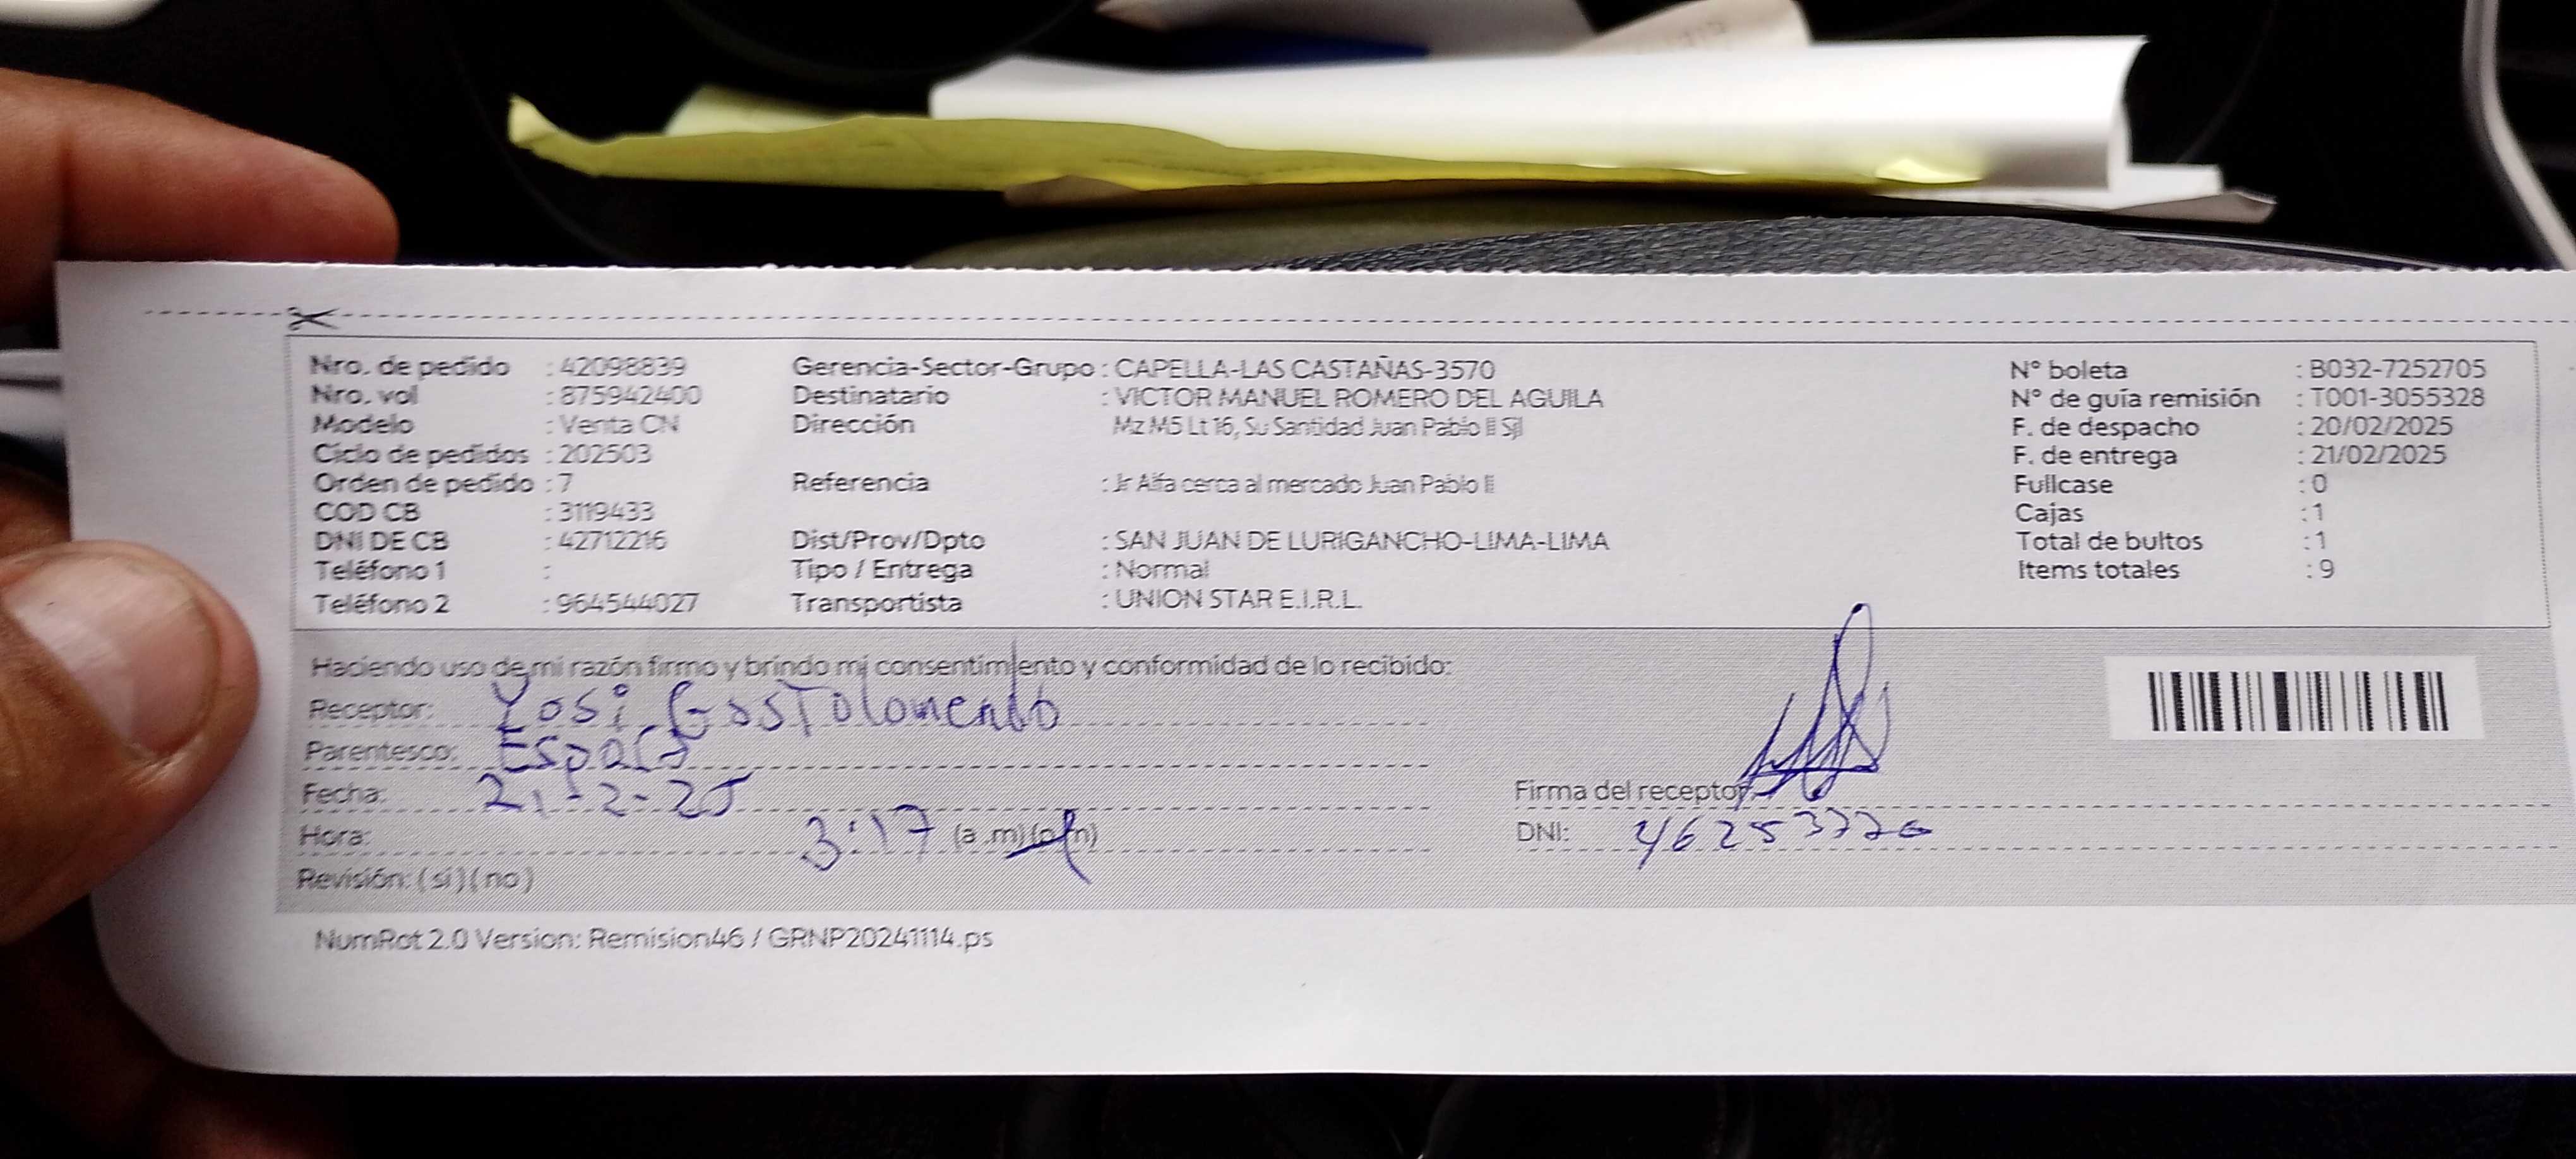 Nro. de pedido : 42098839 Gerencia-Sector-Grupo : CAPELLA-LAS CASTAÑAS-3570 N° boleta : B032-7252705
Nro. vol : 875942400 Destinatario : VICTOR MANUEL ROMERO DEL AGUILA N° de guía remisión : T001-3055328
Modelo : Venta CN Dirección Mz M5 Lt 16, Su Santidad Juan Pablo II Sjl F. de despacho : 20/02/2025
Ciclo de pedidos : 202503 F. de entrega : 21/02/2025
Orden de pedido : 7 Referencia : Jr Alfa cerca al mercado Juan Pablo II Fullcase : 0
COD CB : 3119433 Cajas : 1
DNI DE CB : 42712216 Dist/Prov/Dpto : SAN JUAN DE LURIGANCHO-LIMA-LIMA Total de bultos : 1
Teléfono 1 : Tipo / Entrega : Normal Items totales : 9
Teléfono 2 : 964544027 Transportista : UNION STAR E.I.R.L.
Haciendo uso de mi razón firmo y brindo mi consentimiento y conformidad de lo recibido:
Receptor: Yosi
Parentesco:
Fecha: 21-2-25 Firma del receptor:
Hora: 3:17 (a .m) (p.m) DNI:
Revisión: ( si ) ( no )
NumRot 2.0 Version: Remision46 / GRNP20241114.ps